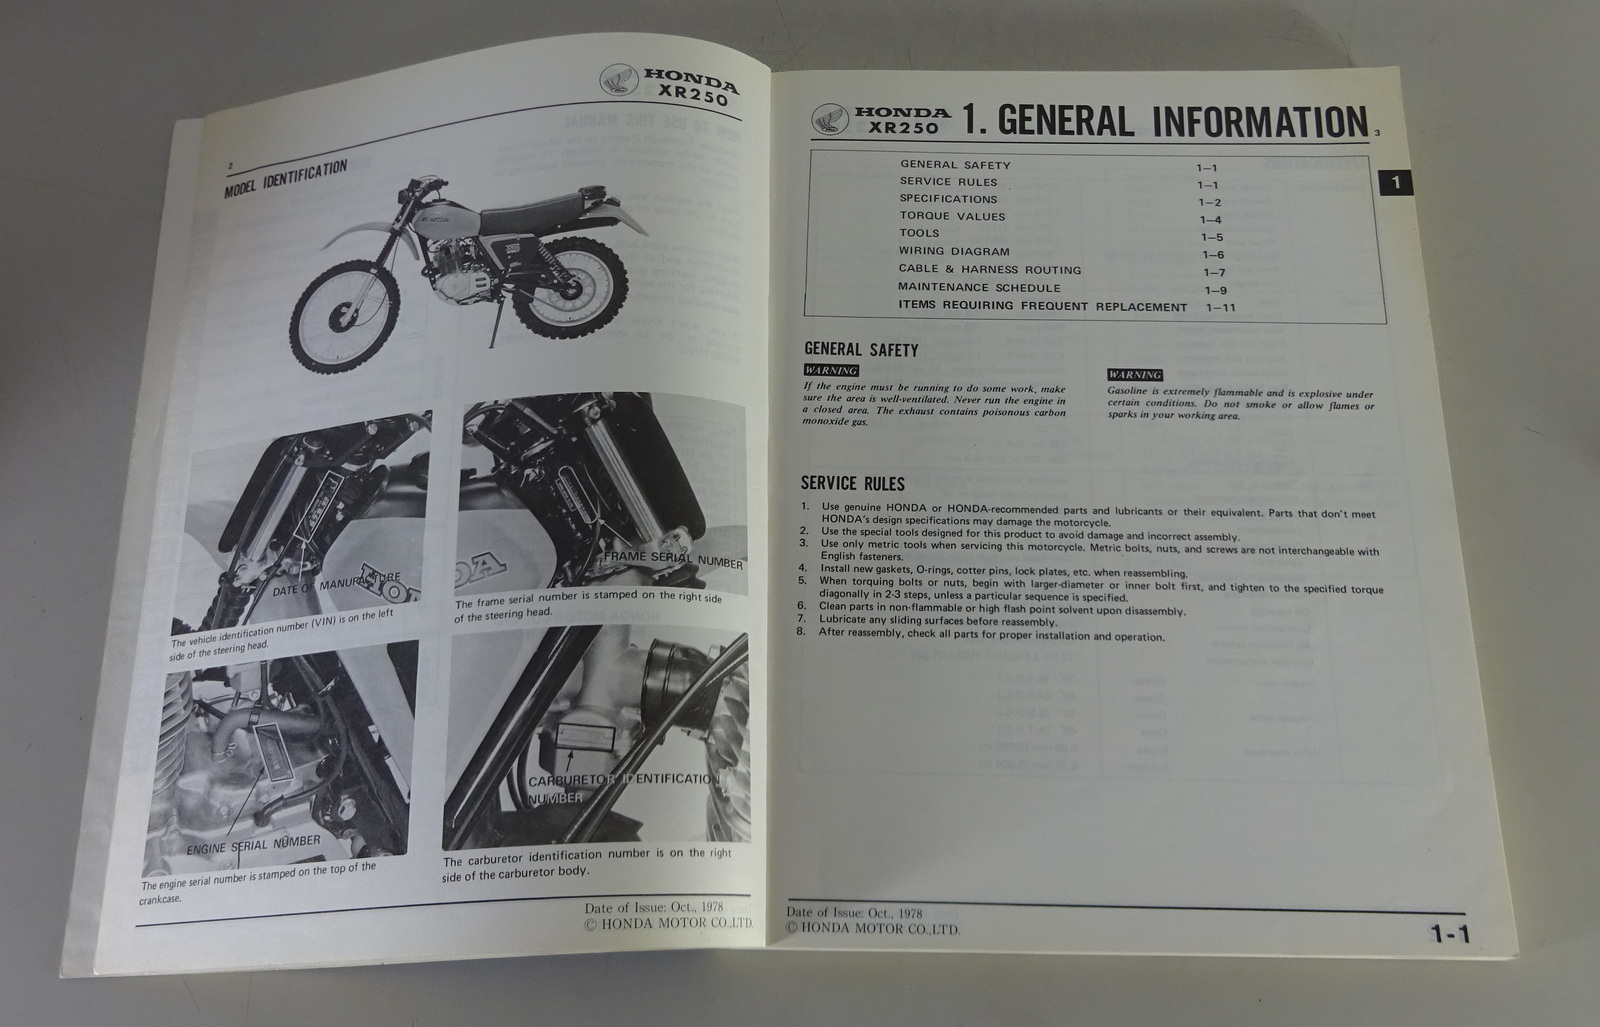 HONDA
XR250
2
MODEL IDENTIFICATION
DATE OF MANUFACTURE
The vehicle identification number (VIN) is on the left
side of the steering head.
FRAME SERIAL NUMBER
The frame serial number is stamped on the right side
of the steering head.
ENGINE SERIAL NUMBER
The engine serial number is stamped on the top of the
crankcase.
CARBURETOR IDENTIFICATION
NUMBER
The carburetor identification number is on the right
side of the carburetor body.
Date of Issue: Oct., 1978
© HONDA MOTOR CO.,LTD.
HONDA
XR250
1. GENERAL INFORMATION
3
1
GENERAL SAFETY 1–1
SERVICE RULES 1–1
SPECIFICATIONS 1–2
TORQUE VALUES 1–4
TOOLS 1–5
WIRING DIAGRAM 1–6
CABLE & HARNESS ROUTING 1–7
MAINTENANCE SCHEDULE 1–9
ITEMS REQUIRING FREQUENT REPLACEMENT 1–11
GENERAL SAFETY
WARNING
If the engine must be running to do some work, make
sure the area is well-ventilated. Never run the engine in
a closed area. The exhaust contains poisonous carbon
monoxide gas.
WARNING
Gasoline is extremely flammable and is explosive under
certain conditions. Do not smoke or allow flames or
sparks in your working area.
SERVICE RULES
1. Use genuine HONDA or HONDA-recommended parts and lubricants or their equivalent. Parts that don't meet
HONDA's design specifications may damage the motorcycle.
2. Use the special tools designed for this product to avoid damage and incorrect assembly.
3. Use only metric tools when servicing this motorcycle. Metric bolts, nuts, and screws are not interchangeable with
English fasteners.
4. Install new gaskets, O-rings, cotter pins, lock plates, etc. when reassembling.
5. When torquing bolts or nuts, begin with larger-diameter or inner bolt first, and tighten to the specified torque
diagonally in 2-3 steps, unless a particular sequence is specified.
6. Clean parts in non-flammable or high flash point solvent upon disassembly.
7. Lubricate any sliding surfaces before reassembly.
8. After reassembly, check all parts for proper installation and operation.
Date of Issue: Oct., 1978
© HONDA MOTOR CO.,LTD.
1-1